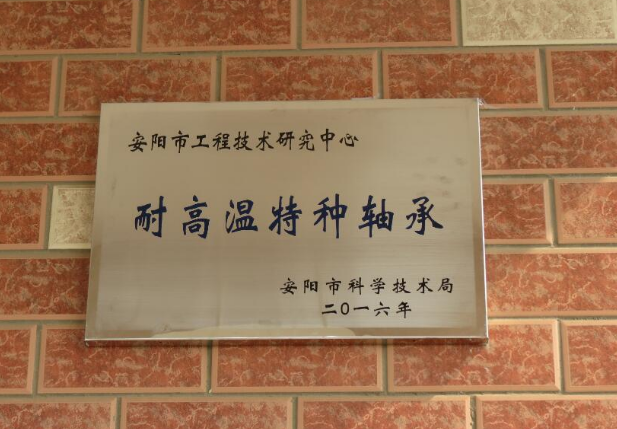 安阳市工程技术研究中心
耐高温特种轴承
安阳市科学技术局
二〇一六年